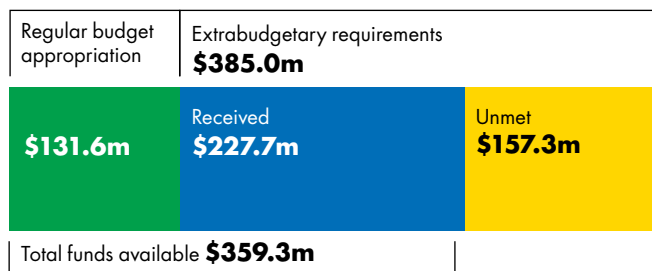 Regular budget
appropriation
Extrabudgetary requirements
$385.0m
$131.6m
Received
$227.7m
Unmet
$157.3m
Total funds available $359.3m